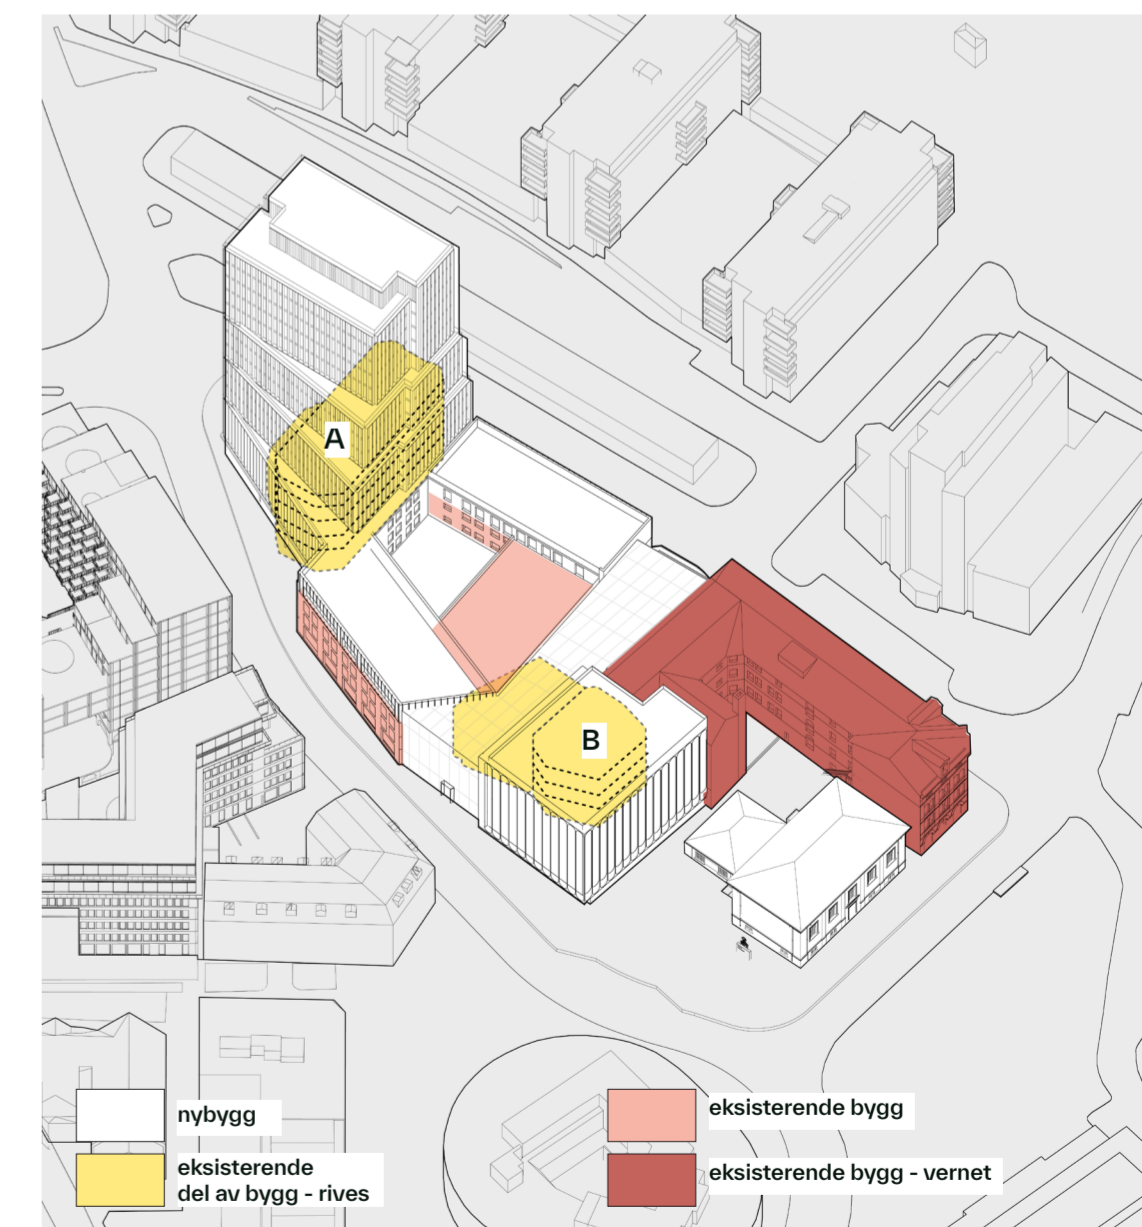 A
B
nybygg
eksisterende
del av bygg - rives
eksisterende bygg
eksisterende bygg - vernet